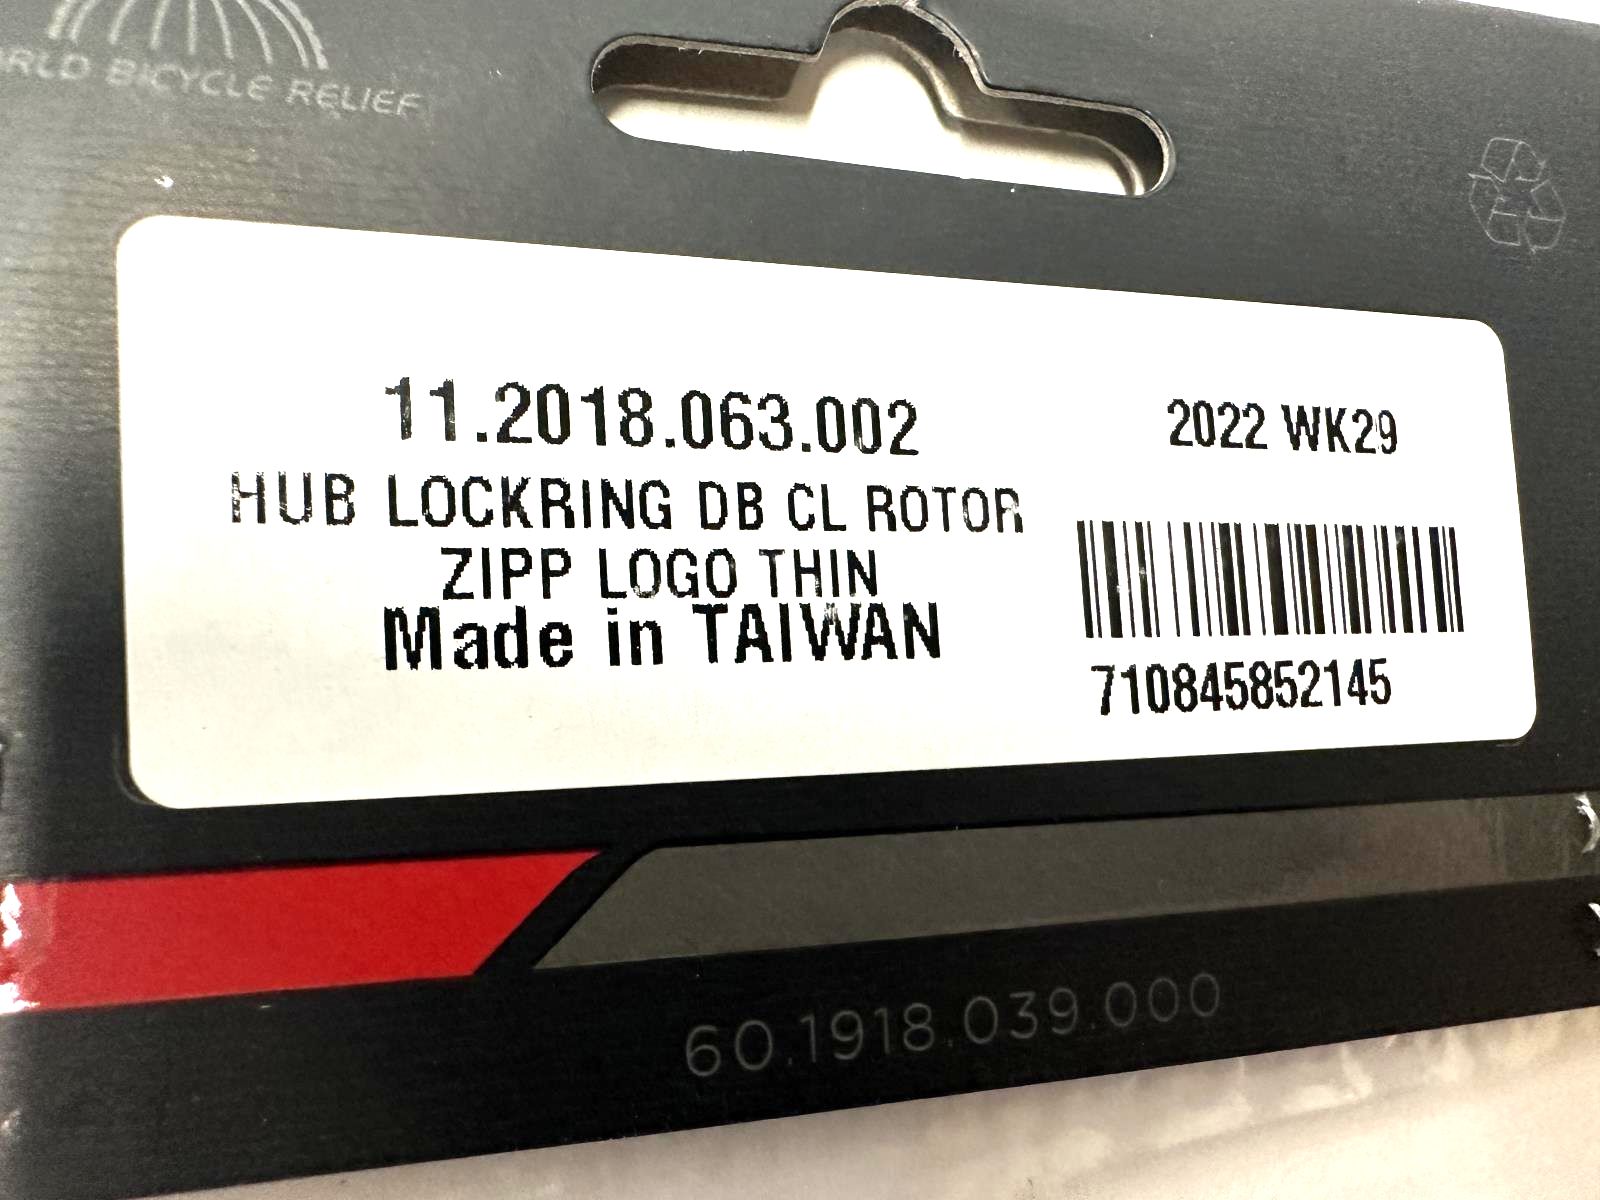 BICYCLE RELIEF
11.2018.063.002
2022 WK29
HUB LOCKRING DB CL ROTOR
ZIPP LOGO THIN
Made in TAIWAN
710845852145
60.1918.039.000